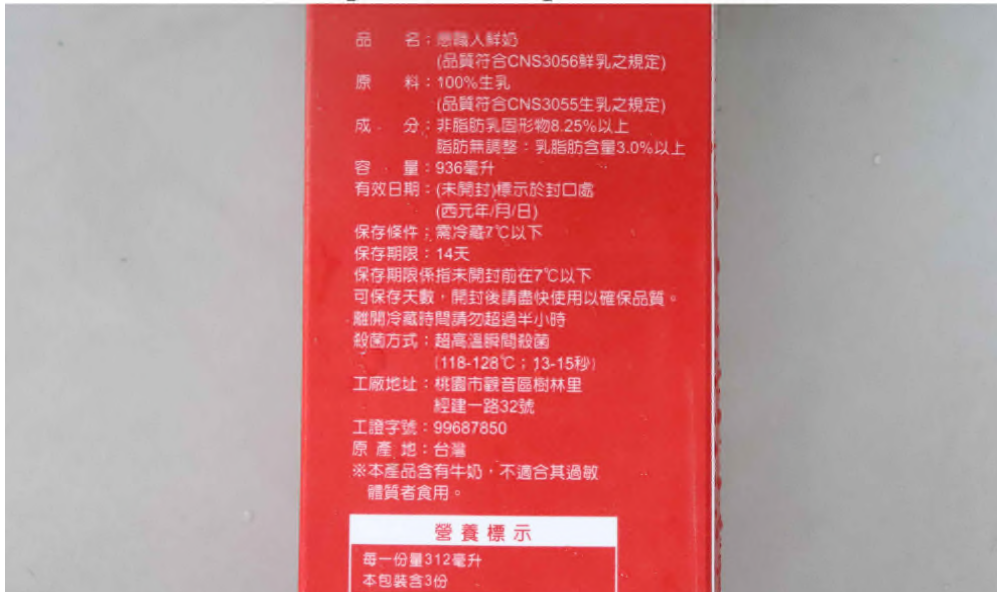 品 名：戀職人鮮奶
(品質符合CNS3056鮮乳之規定)
原 料：100%生乳
(品質符合CNS3055生乳之規定)
成 分：非脂肪乳固形物8.25%以上
脂肪無調整：乳脂肪含量3.0%以上
容 量：936毫升
有效日期：(未開封)標示於封口處
(西元年/月/日)
保存條件：需冷藏7℃以下
保存期限：14天
保存期限係指未開封前在7℃以下
可保存天數，開封後請盡快使用以確保品質。
離開冷藏時間請勿超過半小時
殺菌方式：超高溫瞬間殺菌
(118-128℃；13-15秒)
工廠地址：桃園市觀音區樹林里
經建一路32號
工證字號：99687850
原 產 地：台灣
※本產品含有牛奶，不適合其過敏
體質者食用。
營養標示
每一份量312毫升
本包裝含3份